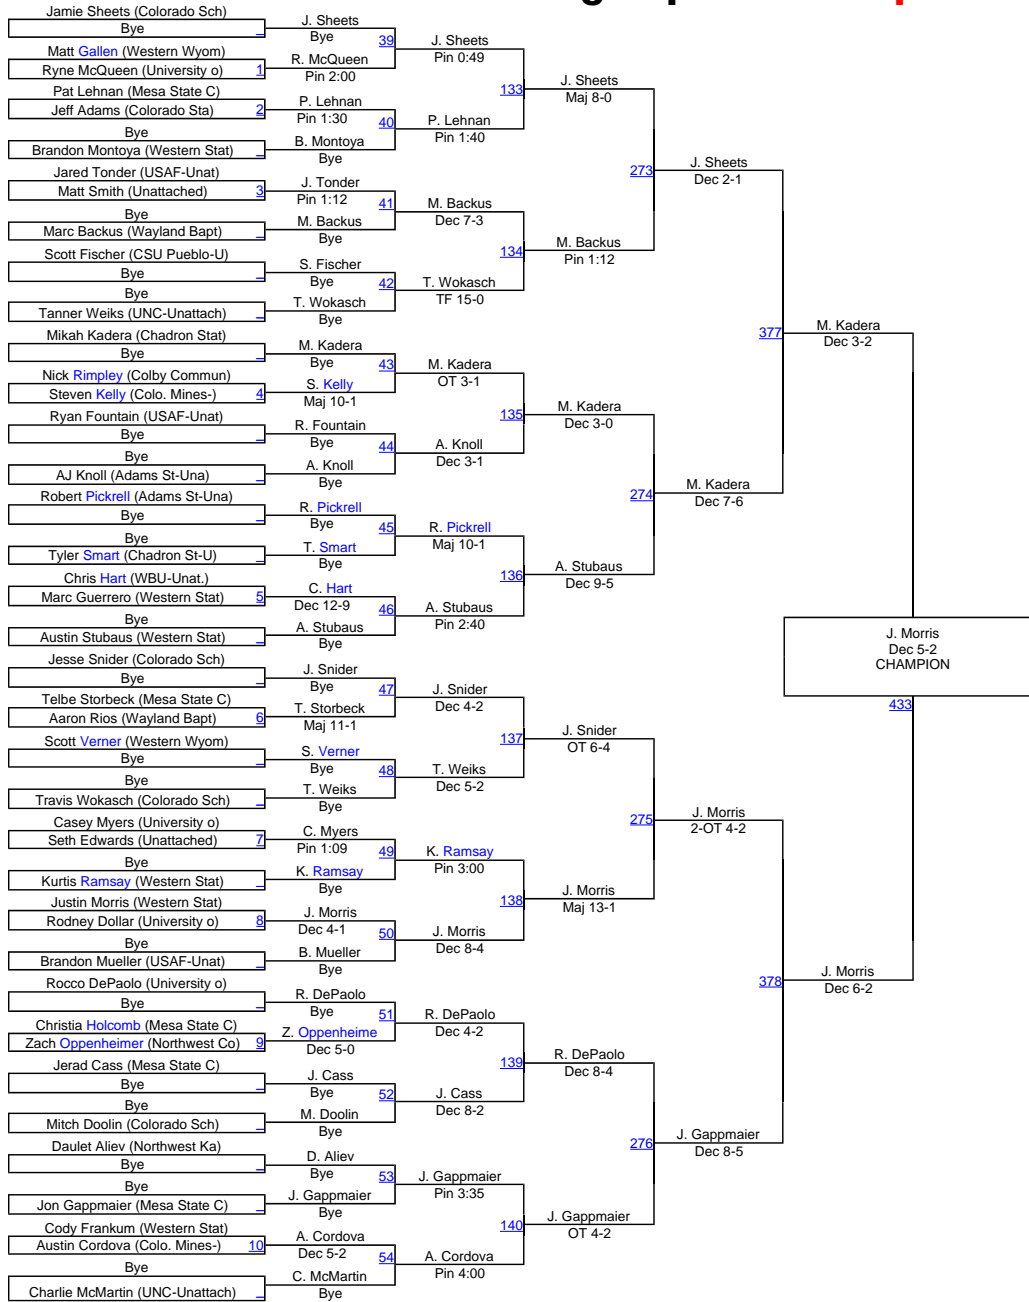 Jamie Sheets (Colorado Sch)
Bye
Matt Gallen (Western Wyom)
Ryne McQueen (University o) 1
Pat Lehnan (Mesa State C)
Jeff Adams (Colorado Sta) 2
Bye
Brandon Montoya (Western Stat)
Jared Tonder (USAF-Unat)
Matt Smith (Unattached) 3
Bye
Marc Backus (Wayland Bapt)
Scott Fischer (CSU Pueblo-U)
Bye
Bye
Tanner Weiks (UNC-Unattach)
Mikah Kadera (Chadron Stat)
Bye
Nick Rimpley (Colby Commun)
Steven Kelly (Colo. Mines-) 4
Ryan Fountain (USAF-Unat)
Bye
Bye
AJ Knoll (Adams St-Una)
Robert Pickrell (Adams St-Una)
Bye
Bye
Tyler Smart (Chadron St-U)
Chris Hart (WBU-Unat.)
Marc Guerrero (Western Stat) 5
Bye
Austin Stubaus (Western Stat)
Jesse Snider (Colorado Sch)
Bye
Telbe Storbeck (Mesa State C)
Aaron Rios (Wayland Bapt) 6
Scott Verner (Western Wyom)
Bye
Bye
Travis Wokasch (Colorado Sch)
Casey Myers (University o)
Seth Edwards (Unattached) 7
Bye
Kurtis Ramsay (Western Stat)
Justin Morris (Western Stat)
Rodney Dollar (University o) 8
Bye
Brandon Mueller (USAF-Unat)
Rocco DePaolo (University o)
Bye
Christia Holcomb (Mesa State C)
Zach Oppenheimer (Northwest Co) 9
Jerad Cass (Mesa State C)
Bye
Bye
Mitch Doolin (Colorado Sch)
Daulet Aliev (Northwest Ka)
Bye
Bye
Jon Gappmaier (Mesa State C)
Cody Frankum (Western Stat)
Austin Cordova (Colo. Mines-) 10
Bye
Charlie McMartin (UNC-Unattach)
J. Sheets
Bye
39
R. McQueen
Pin 2:00
P. Lehnan
Pin 1:30
40
B. Montoya
Bye
J. Tonder
Pin 1:12
41
M. Backus
Bye
S. Fischer
Bye
42
T. Wokasch
Bye
M. Kadera
Bye
43
S. Kelly
Maj 10-1
R. Fountain
Bye
44
A. Knoll
Bye
R. Pickrell
Bye
45
T. Smart
Bye
C. Hart
Dec 12-9
46
A. Stubaus
Bye
J. Snider
Bye
47
T. Storbeck
Maj 11-1
S. Verner
Bye
48
T. Weiks
Bye
C. Myers
Pin 1:09
49
K. Ramsay
Bye
J. Morris
Dec 4-1
50
B. Mueller
Bye
R. DePaolo
Bye
51
Z. Oppenheime
Dec 5-0
J. Cass
Bye
52
M. Doolin
Bye
D. Aliev
Bye
53
J. Gappmaier
Bye
A. Cordova
Dec 5-2
54
C. McMartin
Bye
J. Sheets
Pin 0:49
133
P. Lehnan
Pin 1:40
M. Backus
Dec 7-3
134
T. Wokasch
TF 15-0
M. Kadera
OT 3-1
135
A. Knoll
Dec 3-1
R. Pickrell
Maj 10-1
136
A. Stubaus
Pin 2:40
J. Snider
Dec 4-2
137
T. Weiks
Dec 5-2
K. Ramsay
Pin 3:00
138
J. Morris
Dec 8-4
R. DePaolo
Dec 4-2
139
J. Cass
Dec 8-2
J. Gappmaier
Pin 3:35
140
A. Cordova
Pin 4:00
J. Sheets
Maj 8-0
273
M. Backus
Pin 1:12
M. Kadera
Dec 3-0
274
A. Stubaus
Dec 9-5
J. Snider
OT 6-4
275
J. Morris
Maj 13-1
R. DePaolo
Dec 8-4
276
J. Gappmaier
OT 4-2
J. Sheets
Dec 2-1
377
M. Kadera
Dec 7-6
J. Morris
2-OT 4-2
378
J. Gappmaier
Dec 8-5
M. Kadera
Dec 3-2
J. Morris
Dec 5-2
CHAMPION
433
J. Morris
Dec 6-2